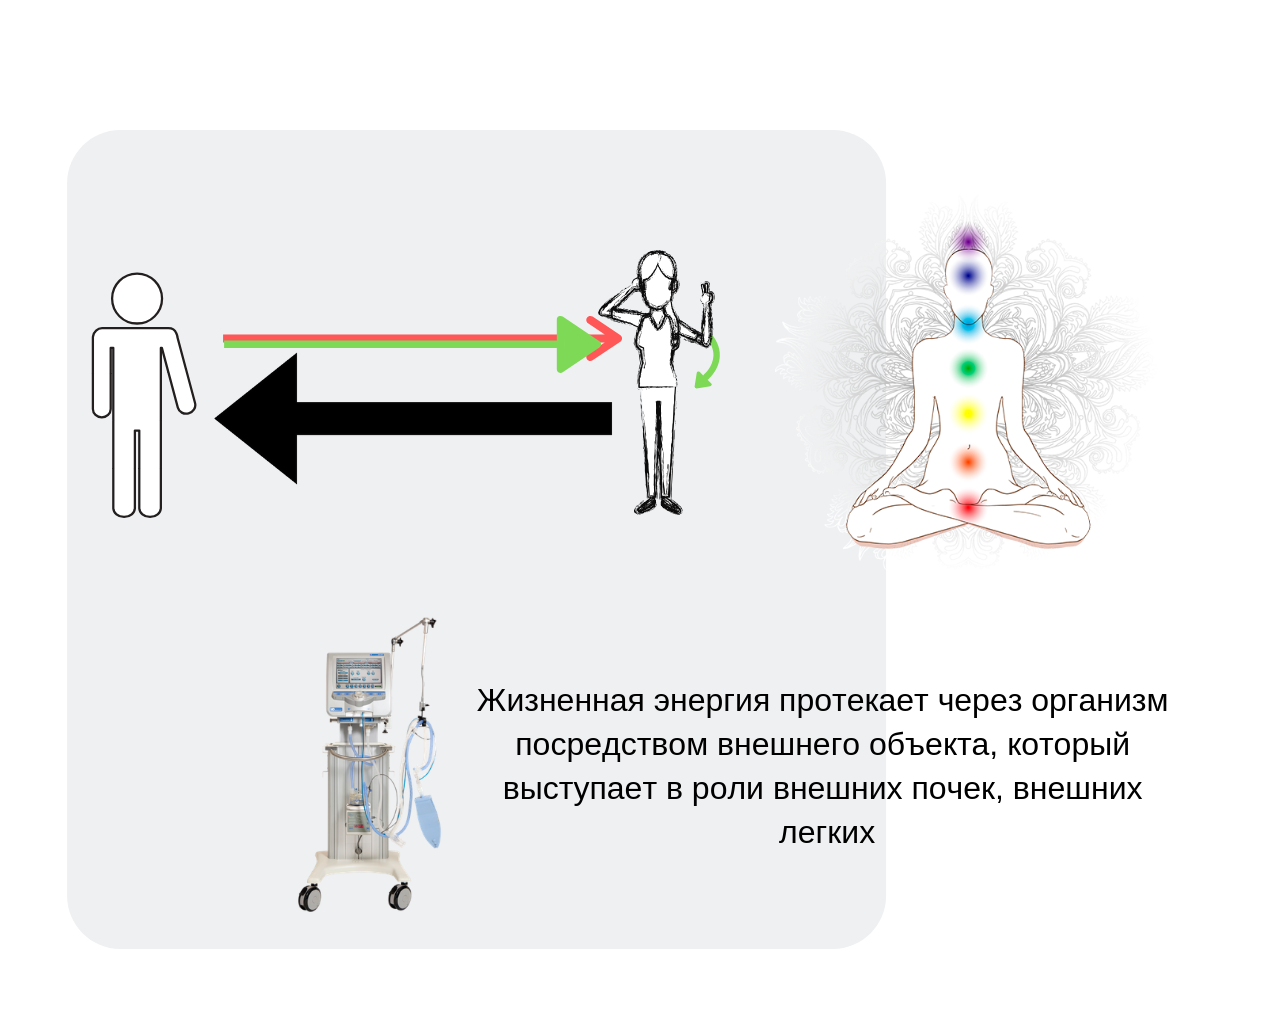 Жизненная энергия протекает через организм
посредством внешнего объекта, который
выступает в роли внешних почек, внешних
легких